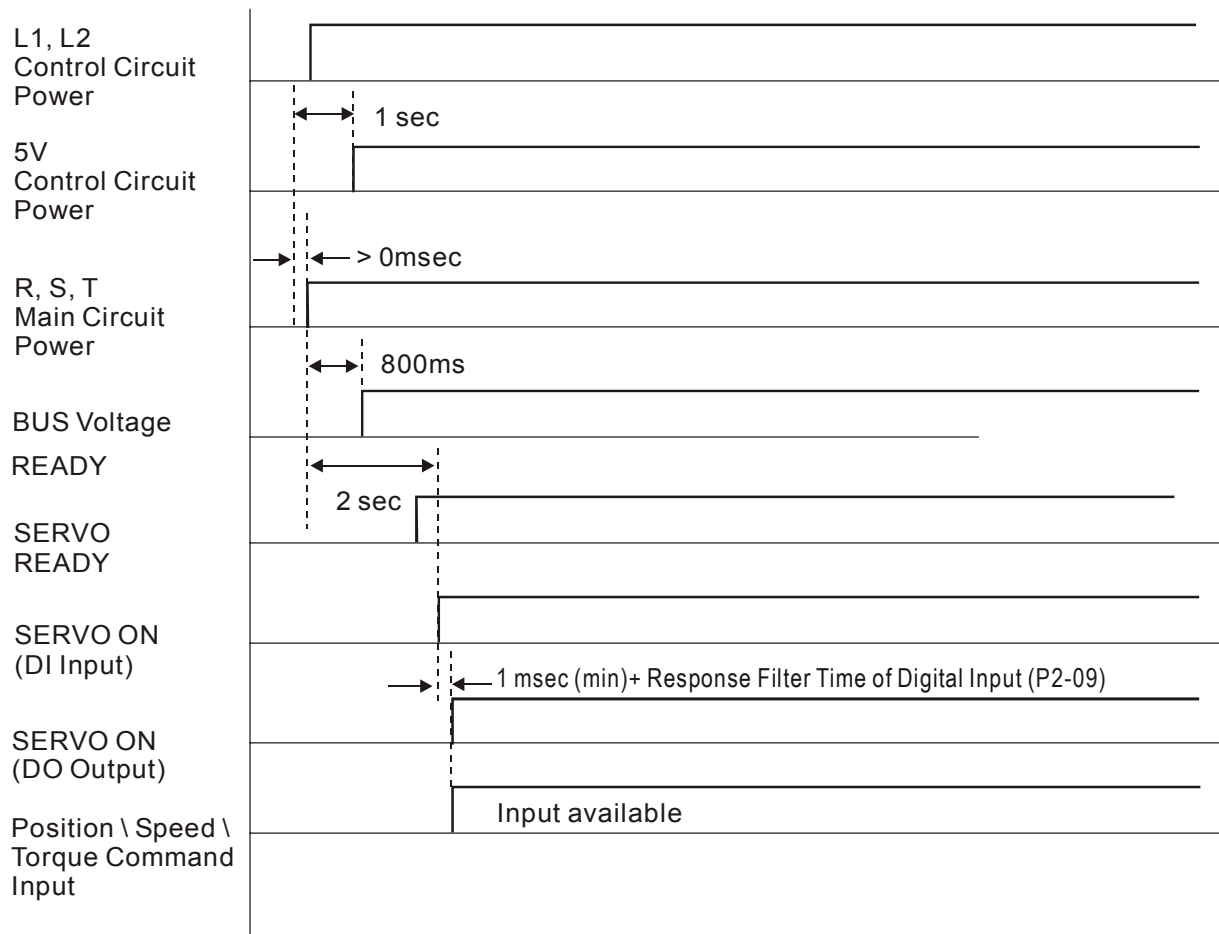 L1, L2
Control Circuit
Power
1 sec
5V
Control Circuit
Power
> 0msec
R, S, T
Main Circuit
Power
800ms
BUS Voltage
READY
2 sec
SERVO
READY
SERVO ON
(DI Input)
1 msec (min)+ Response Filter Time of Digital Input (P2-09)
SERVO ON
(DO Output)
Input available
Position \ Speed \
Torque Command
Input